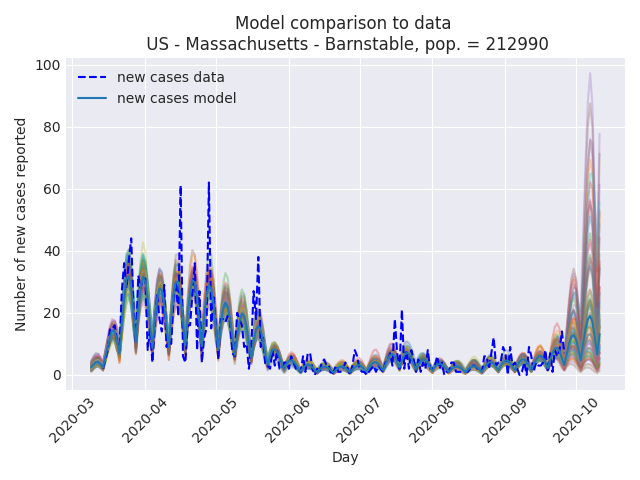 Model comparison to data
US - Massachusetts - Barnstable, pop. = 212990
new cases data
new cases model
Number of new cases reported
100
80
60
40
20
0
2020-03
2020-04
2020-05
2020-06
2020-07
2020-08
2020-09
2020-10
Day